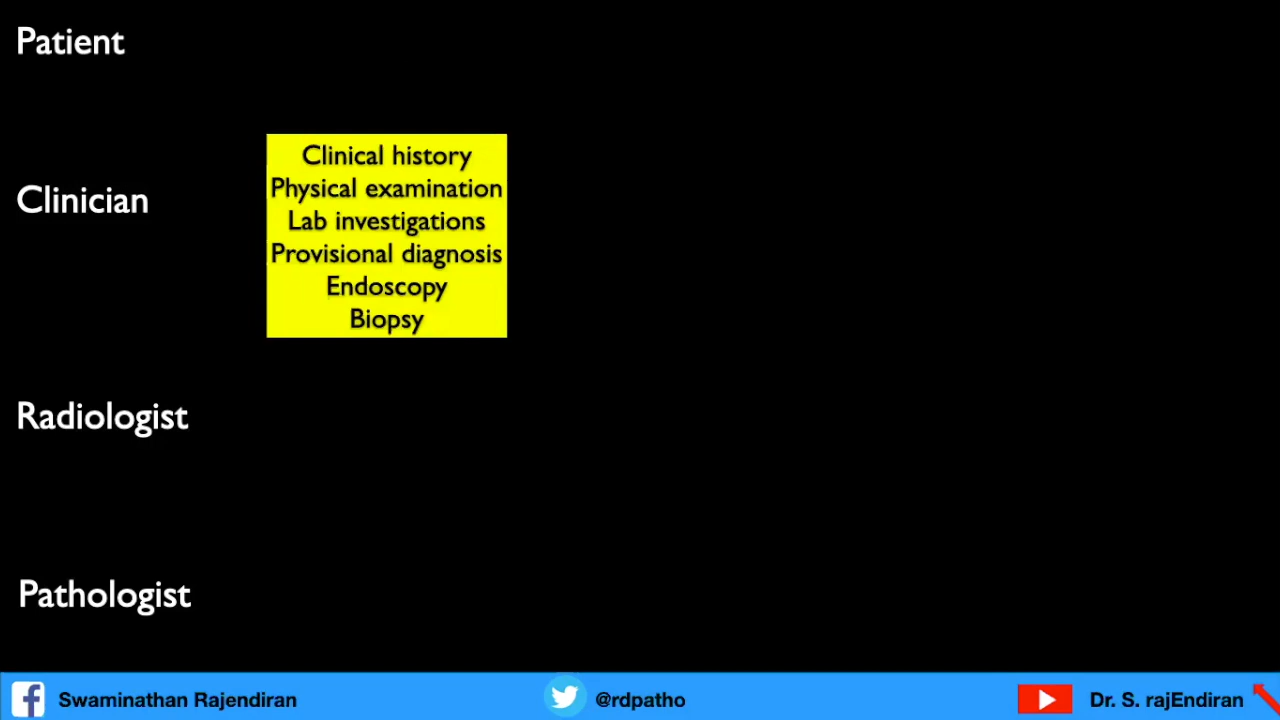 Patient
Clinician
Clinical history
Physical examination
Lab investigations
Provisional diagnosis
Endoscopy
Biopsy
Radiologist
Pathologist
Swaminathan Rajendiran
@rdpatho
Dr. S. rajEndiran